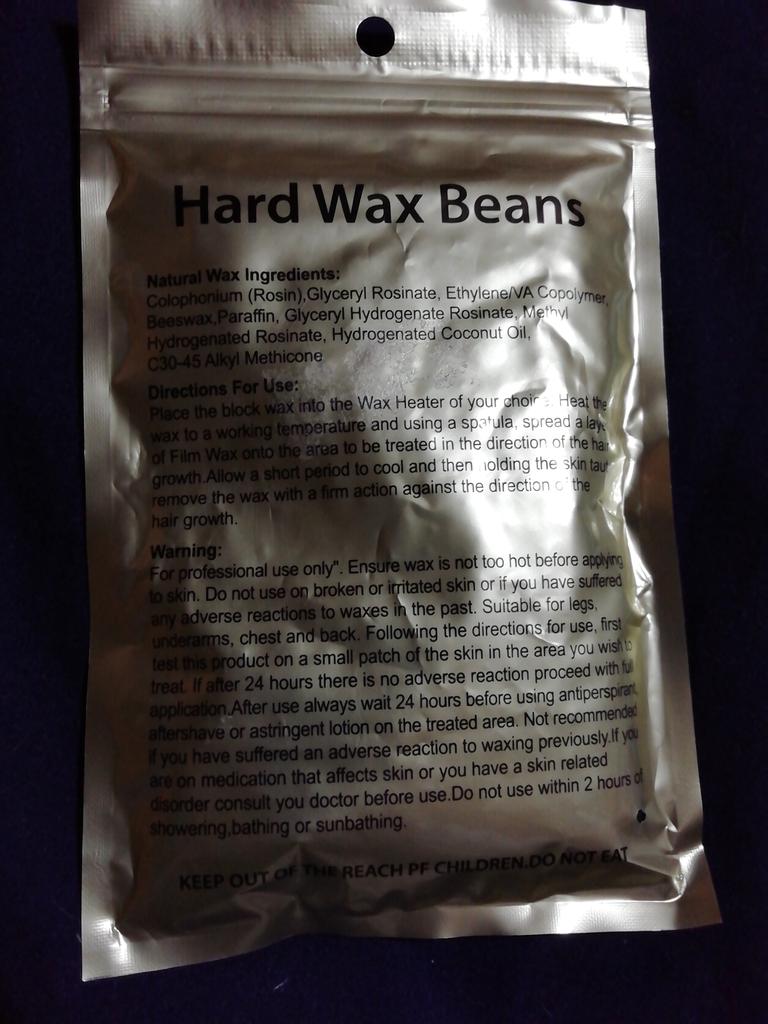 Hard Wax Beans
Natural Wax Ingredients:
Colophonium (Rosin),Glyceryl Rosinate, Ethylene/VA Copolymer,
Beeswax,Paraffin, Glyceryl Hydrogenate Rosinate, Methyl
Hydrogenated Rosinate, Hydrogenated Coconut Oil,
C30-45 Alkyl Methicone
Directions For Use:
Place the block wax into the Wax Heater of your choice. Heat the
wax to a working temperature and using a spatula, spread a layer
of Film Wax onto the area to be treated in the direction of the hair
growth.Allow a short period to cool and then holding the skin taut
remove the wax with a firm action against the direction of the
hair growth.
Warning:
For professional use only". Ensure wax is not too hot before applying
to skin. Do not use on broken or irritated skin or if you have suffered
any adverse reactions to waxes in the past. Suitable for legs,
underarms, chest and back. Following the directions for use, first
test this product on a small patch of the skin in the area you wish to
treat. If after 24 hours there is no adverse reaction proceed with full
application.After use always wait 24 hours before using antiperspirant,
aftershave or astringent lotion on the treated area. Not recommended
if you have suffered an adverse reaction to waxing previously.If you
are on medication that affects skin or you have a skin related
disorder consult you doctor before use.Do not use within 2 hours of
showering,bathing or sunbathing.
KEEP OUT OF THE REACH PF CHILDREN.DO NOT EAT